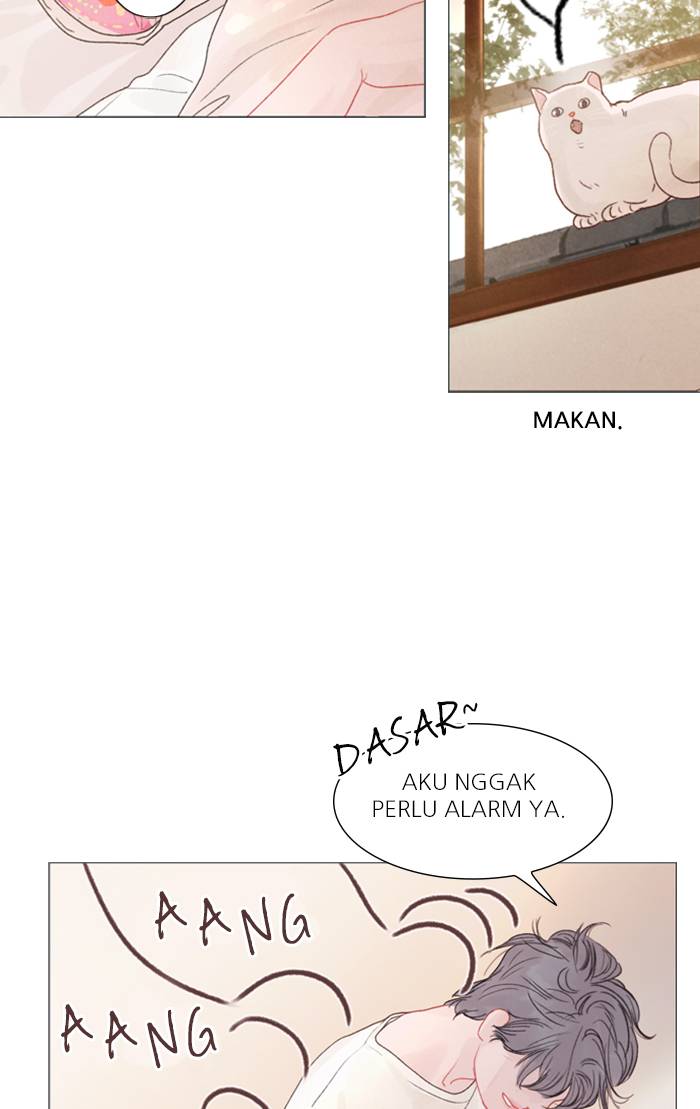 MAKAN.
DASAR~
AKU NGGAK
PERLU ALARM YA.
AANG
AANG